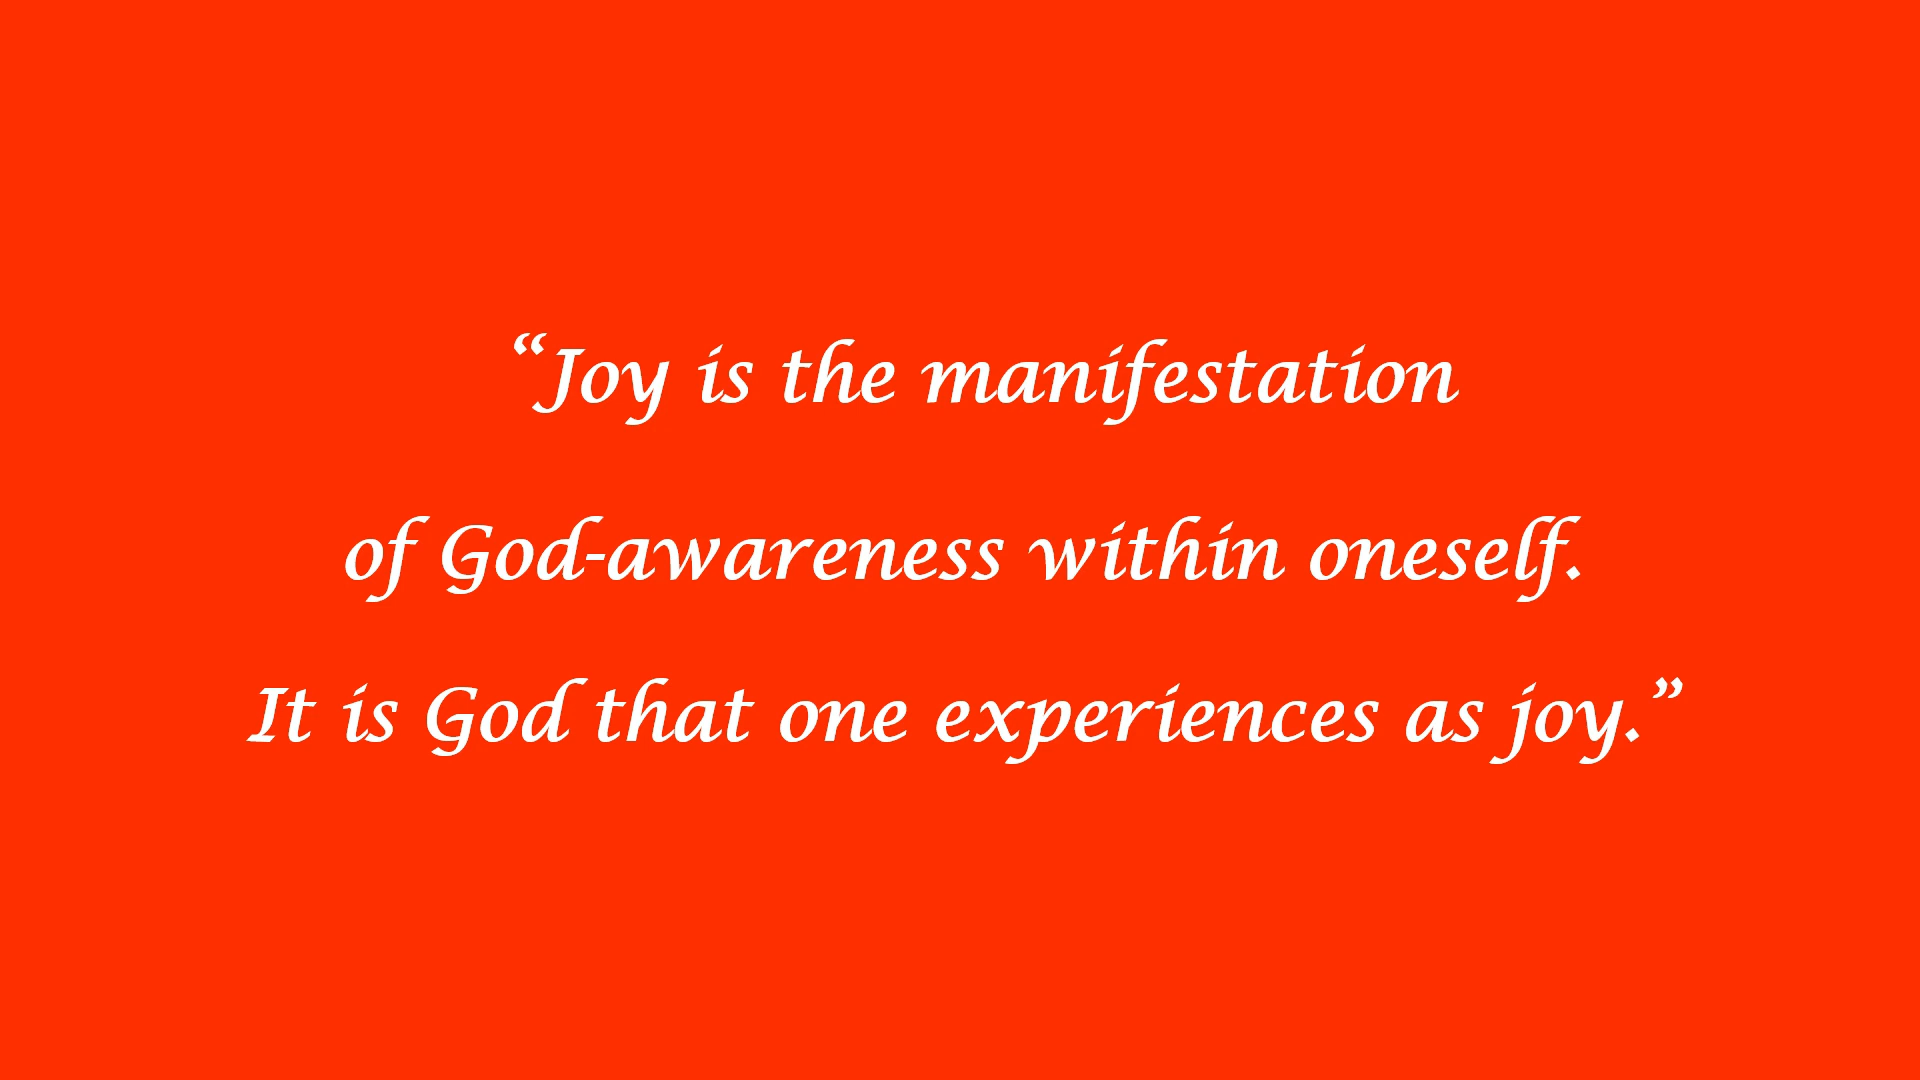 “Joy is the manifestation
of God-awareness within oneself.
It is God that one experiences as joy.”